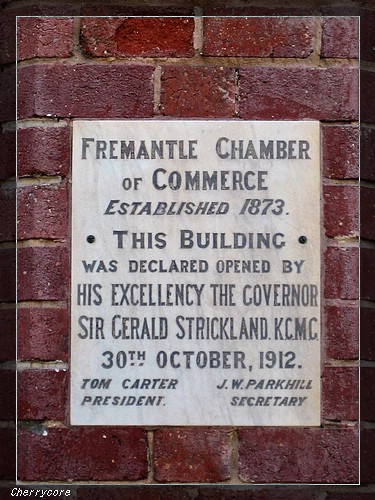 FREMANTLE CHAMBER
OF COMMERCE
ESTABLISHED 1873.
THIS BUILDING
WAS DECLARED OPENED BY
HIS EXCELLENCY THE GOVERNOR
SIR GERALD STRICKLAND. K.C.M.G.
30TH OCTOBER, 1912.
TOM CARTER J. W. PARKHILL
PRESIDENT. SECRETARY
Cherrycore